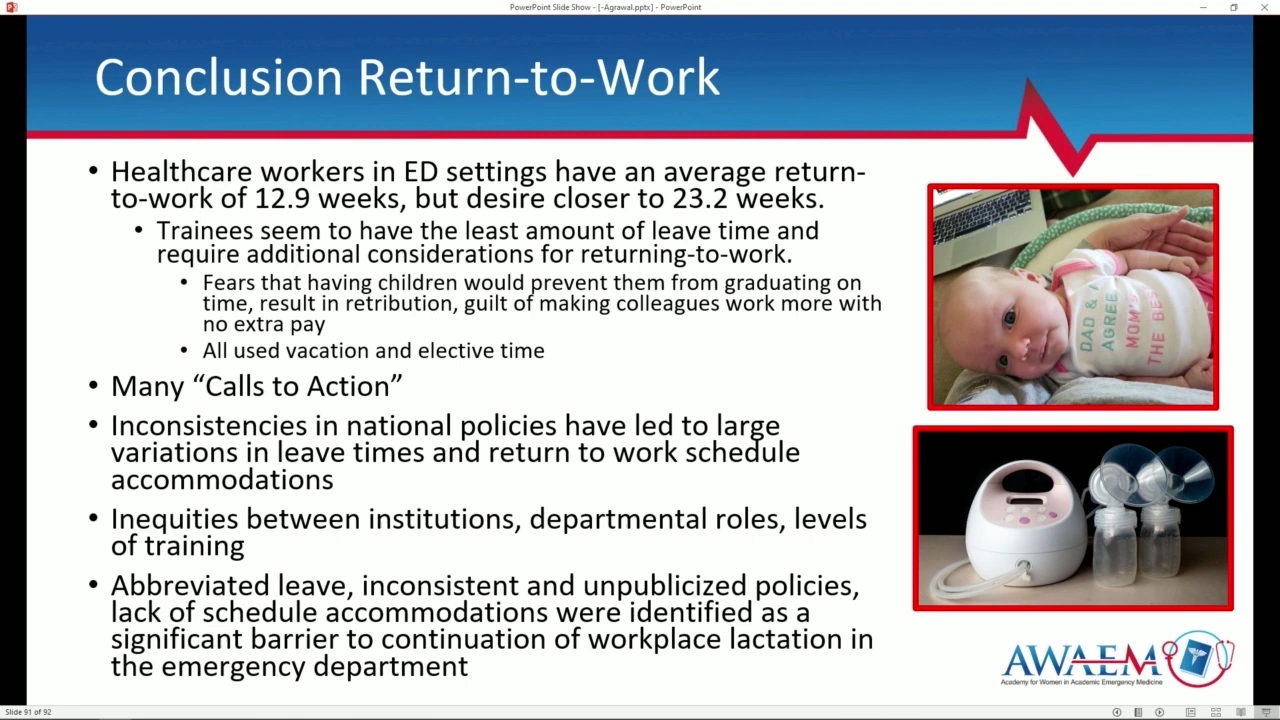 PowerPoint Slide Show - [-Agrawal.pptx] - PowerPoint
Conclusion Return-to-Work
• Healthcare workers in ED settings have an average return-
to-work of 12.9 weeks, but desire closer to 23.2 weeks.
• Trainees seem to have the least amount of leave time and
require additional considerations for returning-to-work.
• Fears that having children would prevent them from graduating on
time, result in retribution, guilt of making colleagues work more with
no extra pay
• All used vacation and elective time
• Many “Calls to Action”
• Inconsistencies in national policies have led to large
variations in leave times and return to work schedule
accommodations
• Inequities between institutions, departmental roles, levels
of training
• Abbreviated leave, inconsistent and unpublicized policies,
lack of schedule accommodations were identified as a
significant barrier to continuation of workplace lactation in
the emergency department
DAD &
AGREE
MOM'S
THE
AWAEM
Academy for Women in Academic Emergency Medicine
Slide 91 of 92